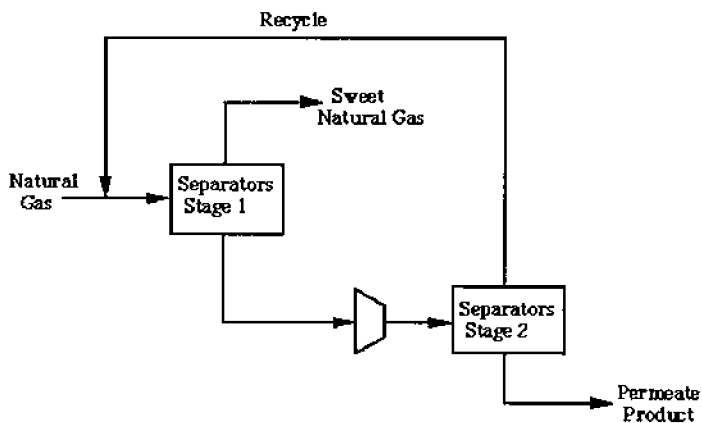 Recycle
Sweet
Natural Gas
Natural
Gas
Separators
Stage 1
Separators
Stage 2
Permeate
Product